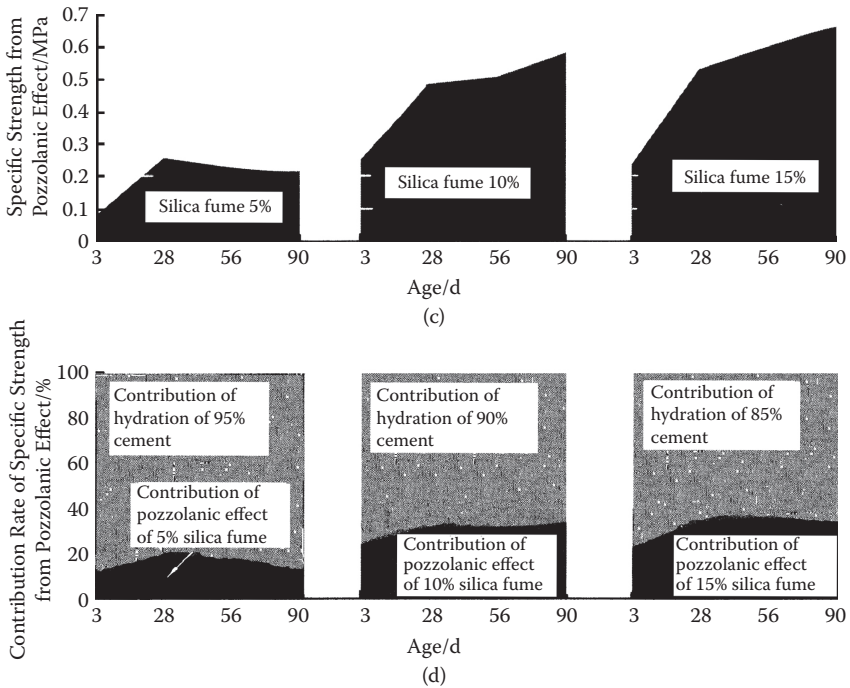 Specific Strength from
Pozzolanic Effect/MPa
0.7
0.6
0.5
0.4
0.3
0.2
0.1
0
Silica fume 5%
Silica fume 10%
Silica fume 15%
3 28 56 90 3 28 56 90 3 28 56 90
Age/d
(c)
Contribution Rate of Specific Strength
from Pozzolanic Effect/%
100
80
60
40
20
0
Contribution of
hydration of 95%
cement
Contribution of
pozzolanic effect
of 5% silica fume
Contribution of
hydration of 90%
cement
Contribution of
pozzolanic effect
of 10% silica fume
Contribution of
hydration of 85%
cement
Contribution of
pozzolanic effect
of 15% silica fume
3 28 56 90 3 28 56 90 3 28 56 90
Age/d
(d)